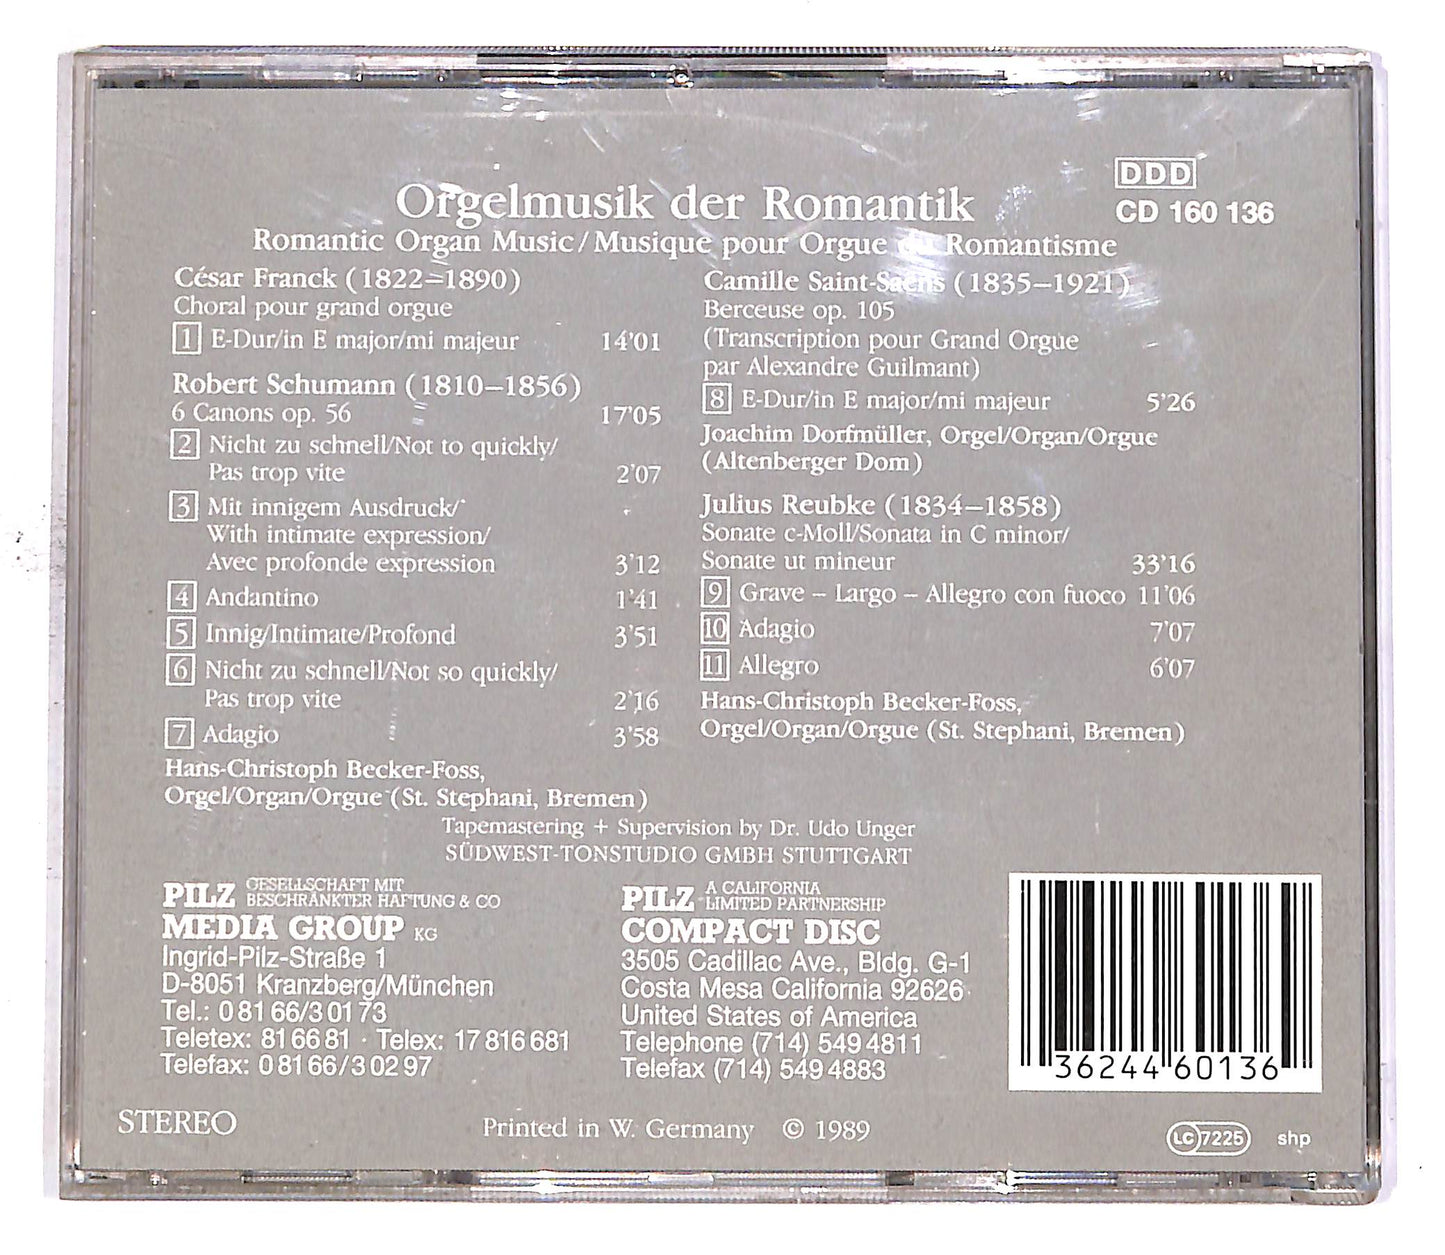 DDD
CD 160 136
Orgelmusik der Romantik
Romantic Organ Music/Musique pour Orgue du Romantisme
César Franck (1822–1890)
Choral pour grand orgue
1 E-Dur/in E major/mi majeur 14'01
Robert Schumann (1810–1856)
6 Canons op. 56 17'05
2 Nicht zu schnell/Not to quickly/
Pas trop vite 2'07
3 Mit innigem Ausdruck/
With intimate expression/
Avec profonde expression 3'12
4 Andantino 1'41
5 Innig/Intimate/Profond 3'51
6 Nicht zu schnell/Not so quickly/
Pas trop vite 2'16
7 Adagio 3'58
Hans-Christoph Becker-Foss,
Orgel/Organ/Orgue (St. Stephani, Bremen)
Camille Saint-Saëns (1835–1921)
Berceuse op. 105
(Transcription pour Grand Orgue
par Alexandre Guilmant)
8 E-Dur/in E major/mi majeur 5'26
Joachim Dorfmüller, Orgel/Organ/Orgue
(Altenberger Dom)
Julius Reubke (1834–1858)
Sonate c-Moll/Sonata in C minor/
Sonate ut mineur 33'16
9 Grave – Largo – Allegro con fuoco 11'06
10 Adagio 7'07
11 Allegro 6'07
Hans-Christoph Becker-Foss,
Orgel/Organ/Orgue (St. Stephani, Bremen)
Tapemastering + Supervision by Dr. Udo Unger
SÜDWEST-TONSTUDIO GMBH STUTTGART
PILZ GESELLSCHAFT MIT
BESCHRÄNKTER HAFTUNG & CO
MEDIA GROUP KG
Ingrid-Pilz-Straße 1
D-8051 Kranzberg/München
Tel.: 0 81 66/3 01 73
Teletex: 81 66 81 · Telex: 17 816 681
Telefax: 0 81 66/3 02 97
PILZ A CALIFORNIA
LIMITED PARTNERSHIP
COMPACT DISC
3505 Cadillac Ave., Bldg. G-1
Costa Mesa California 92626
United States of America
Telephone (714) 549 4811
Telefax (714) 549 4883
36244 60136
STEREO
Printed in W. Germany © 1989
LC 7225
shp